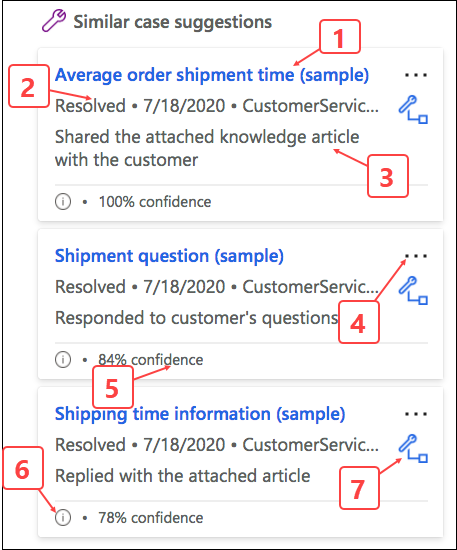 Similar case suggestions
1
Average order shipment time (sample)
2
Resolved • 7/18/2020 • CustomerServic...
Shared the attached knowledge article
with the customer
3
100% confidence
Shipment question (sample)
Resolved • 7/18/2020 • CustomerServic...
Responded to customer's questions
4
84% confidence
5
Shipping time information (sample)
Resolved • 7/18/2020 • CustomerServic...
6
Replied with the attached article
7
78% confidence